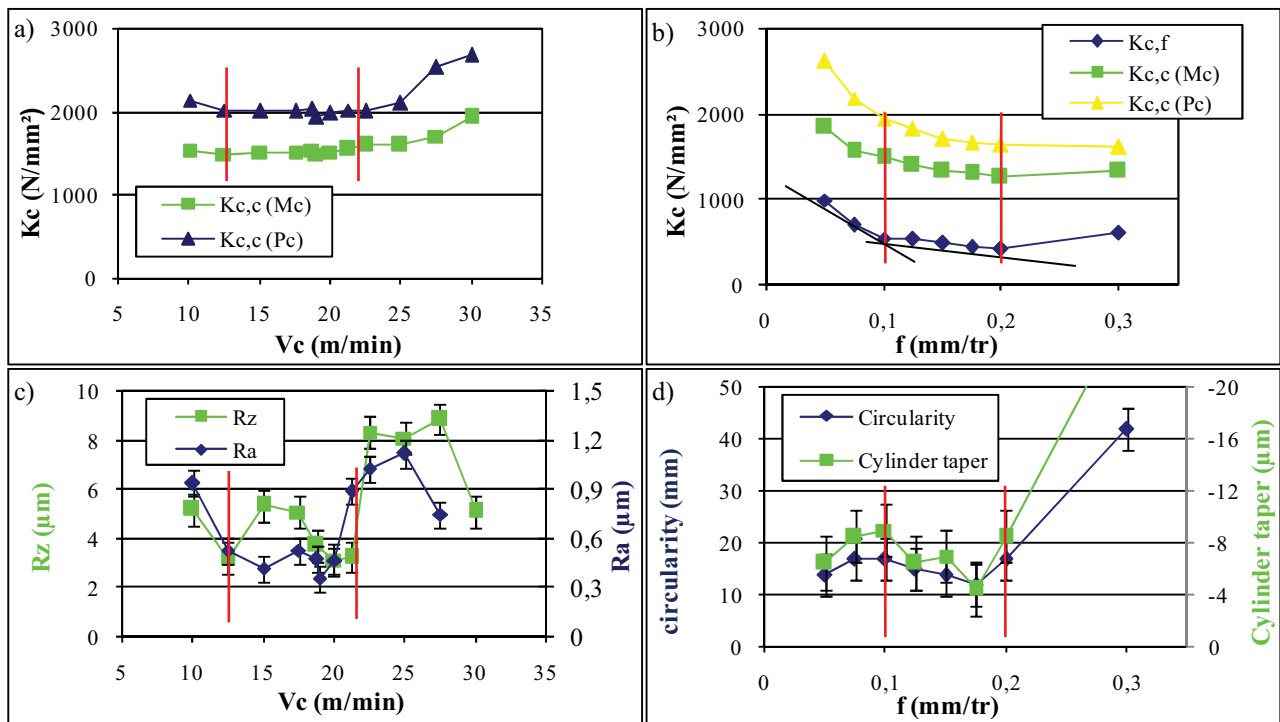 a)
3000
2000
1000
0
Kc (N/mm²)
Kc,c (Mc)
Kc,c (Pc)
5 10 15 20 25 30 35
Vc (m/min)
b)
4000
3000
2000
1000
0
Kc (N/mm²)
Kc,f
Kc,c (Mc)
Kc,c (Pc)
0 0,1 0,2 0,3
f (mm/tr)
c)
10
8
6
4
2
0
Rz (µm)
Rz
Ra
1,5
1,2
0,9
0,6
0,3
0
Ra (µm)
5 10 15 20 25 30 35
Vc (m/min)
d)
50
40
30
20
10
0
circularity (mm)
Circularity
Cylinder taper
-20
-16
-12
-8
-4
0
Cylinder taper (µm)
0 0,1 0,2 0,3
f (mm/tr)